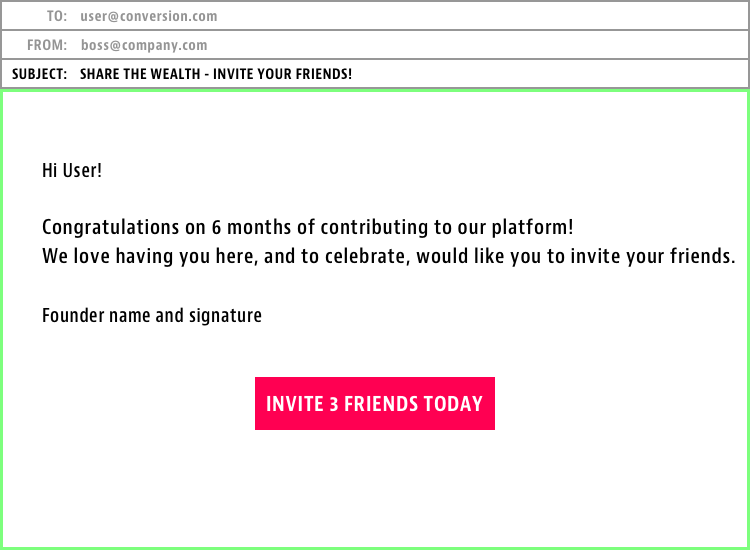 TO: user@conversion.com
FROM: boss@company.com
SUBJECT: SHARE THE WEALTH - INVITE YOUR FRIENDS!
Hi User!
Congratulations on 6 months of contributing to our platform!
We love having you here, and to celebrate, would like you to invite your friends.
Founder name and signature
INVITE 3 FRIENDS TODAY